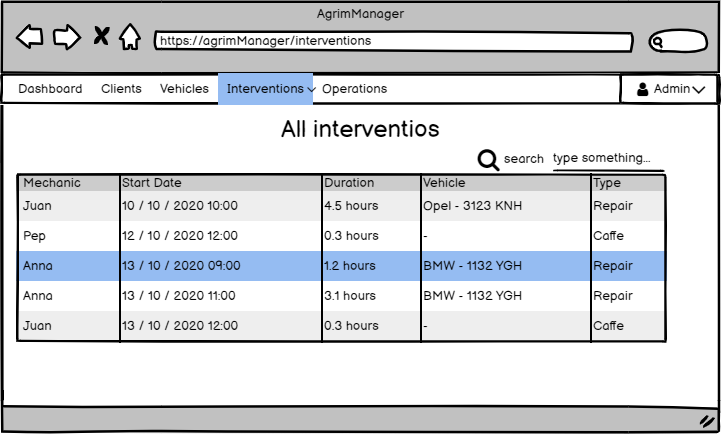 AgrimManager
https://agrimManager/interventions
Dashboard Clients Vehicles Interventions Operations Admin
All interventios
search type something...
Mechanic Start Date Duration Vehicle Type
Juan 10 / 10 / 2020 10:00 4.5 hours Opel - 3123 KNH Repair
Pep 12 / 10 / 2020 12:00 0.3 hours - Caffe
Anna 13 / 10 / 2020 09:00 1.2 hours BMW - 1132 YGH Repair
Anna 13 / 10 / 2020 11:00 3.1 hours BMW - 1132 YGH Repair
Juan 13 / 10 / 2020 12:00 0.3 hours - Caffe